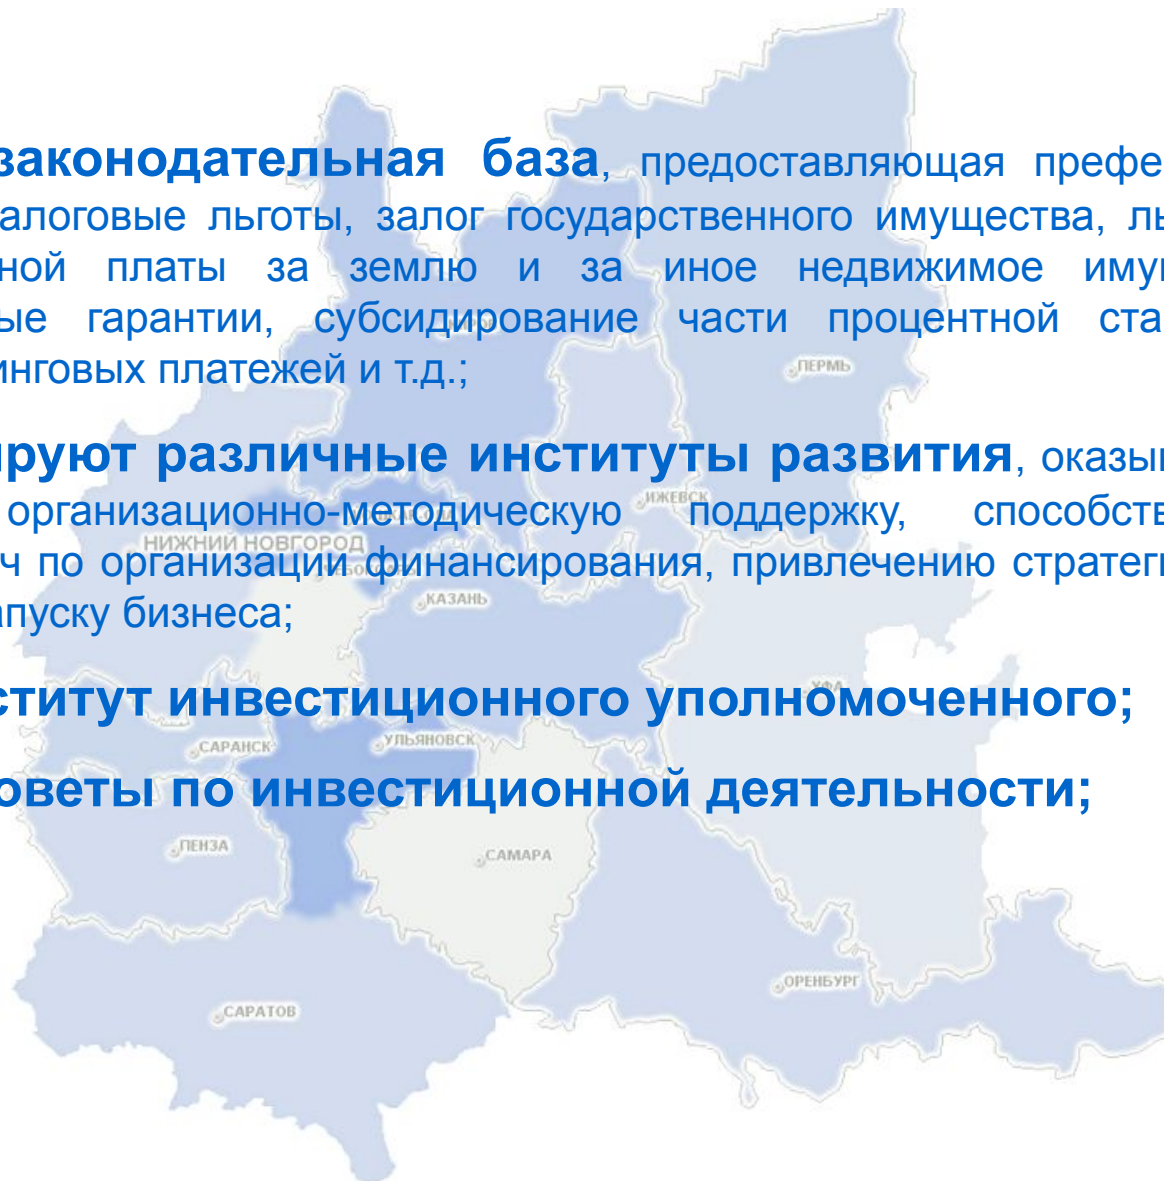 законодательная база, предоставляющая префе
алоговые льготы, залог государственного имущества, ль
ной платы за землю и за иное недвижимое иму
ые гарантии, субсидирование части процентной ста
инговых платежей и т.д.;
ПЕРМЬ
ируют различные институты развития, оказы
организационно-методическую поддержку, способств
ИЖЕВСК
НИЖНИЙ НОВГОРОД
ч по организации финансирования, привлечению стратеги
КАЗАНЬ
апуску бизнеса;
УФА
ститут инвестиционного уполномоченного;
САРАНСК
УЛЬЯНОВСК
оветы по инвестиционной деятельности;
ПЕНЗА
САМАРА
ОРЕНБУРГ
САРАТОВ